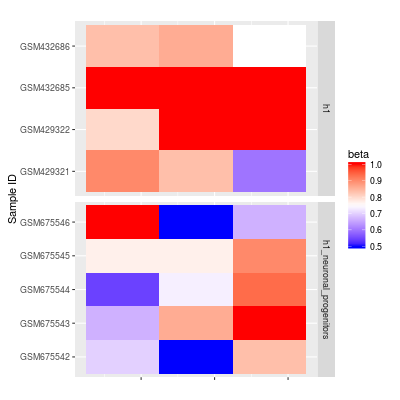 GSM432686
GSM432685
GSM429322
GSM429321
h1
GSM675546
GSM675545
GSM675544
GSM675543
GSM675542
h1_neuronal_progenitors
Sample ID
beta
1.0
0.9
0.8
0.7
0.6
0.5